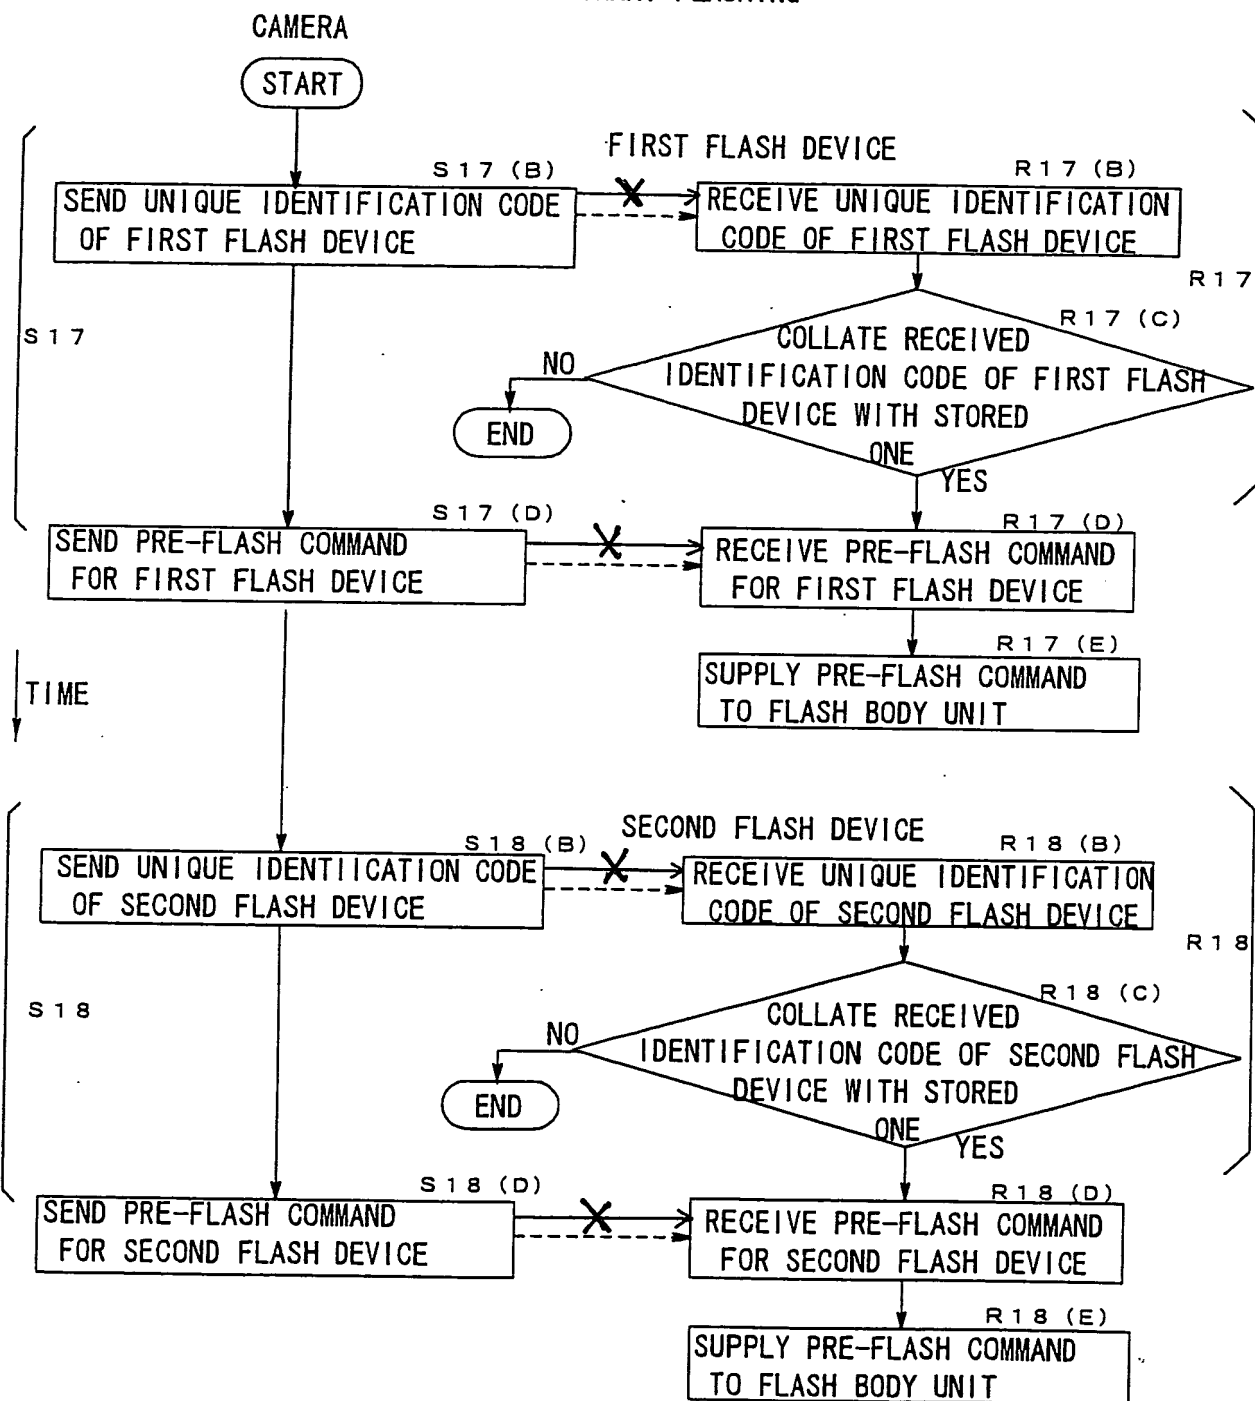 CAMERA
START
FIRST FLASH DEVICE
S17 (B)
R17 (B)
SEND UNIQUE IDENTIFICATION CODE
OF FIRST FLASH DEVICE
RECEIVE UNIQUE IDENTIFICATION
CODE OF FIRST FLASH DEVICE
R17
S17
R17 (C)
COLLATE RECEIVED
IDENTIFICATION CODE OF FIRST FLASH
DEVICE WITH STORED
ONE
NO
END
YES
S17 (D)
R17 (D)
SEND PRE-FLASH COMMAND
FOR FIRST FLASH DEVICE
RECEIVE PRE-FLASH COMMAND
FOR FIRST FLASH DEVICE
R17 (E)
SUPPLY PRE-FLASH COMMAND
TO FLASH BODY UNIT
TIME
SECOND FLASH DEVICE
S18 (B)
R18 (B)
SEND UNIQUE IDENTIICATION CODE
OF SECOND FLASH DEVICE
RECEIVE UNIQUE IDENTIFICATION
CODE OF SECOND FLASH DEVICE
R18
S18
R18 (C)
COLLATE RECEIVED
IDENTIFICATION CODE OF SECOND FLASH
DEVICE WITH STORED
ONE
NO
END
YES
S18 (D)
R18 (D)
SEND PRE-FLASH COMMAND
FOR SECOND FLASH DEVICE
RECEIVE PRE-FLASH COMMAND
FOR SECOND FLASH DEVICE
R18 (E)
SUPPLY PRE-FLASH COMMAND
TO FLASH BODY UNIT